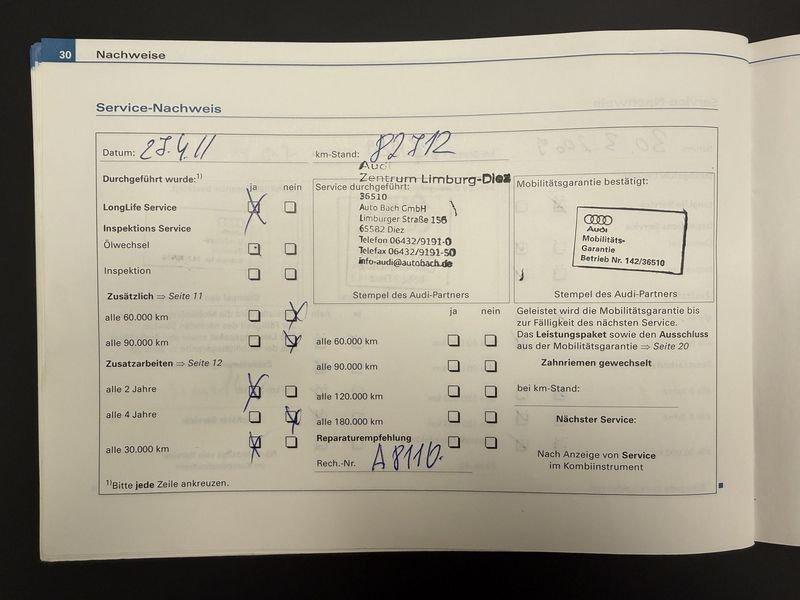 30 Nachweise
Service-Nachweis
Datum: 27.4.11
km-Stand: 82712
Durchgeführt wurde:1)
ja nein
LongLife Service
Inspektions Service
Ölwechsel
Inspektion
Zusätzlich ⇒ Seite 11
alle 60.000 km
alle 90.000 km
Zusatzarbeiten ⇒ Seite 12
alle 2 Jahre
alle 4 Jahre
alle 30.000 km
1)Bitte jede Zeile ankreuzen.
Audi
Zentrum Limburg-Diez
Service durchgeführt:
36510
Auto Bach GmbH
Limburger Straße 156
65582 Diez
Telefon 06432/9191-0
Telefax 06432/9191-50
info-audi@autobach.de
Stempel des Audi-Partners
ja nein
alle 60.000 km
alle 90.000 km
alle 120.000 km
alle 180.000 km
Reparaturempfehlung
Rech.-Nr. A8116.
Mobilitätsgarantie bestätigt:
Audi
Mobilitäts-
Garantie
Betrieb Nr. 142/36510
Stempel des Audi-Partners
Geleistet wird die Mobilitätsgarantie bis
zur Fälligkeit des nächsten Service.
Das Leistungspaket sowie den Ausschluss
aus der Mobilitätsgarantie ⇒ Seite 20
Zahnriemen gewechselt
bei km-Stand:
Nächster Service:
Nach Anzeige von Service
im Kombiinstrument